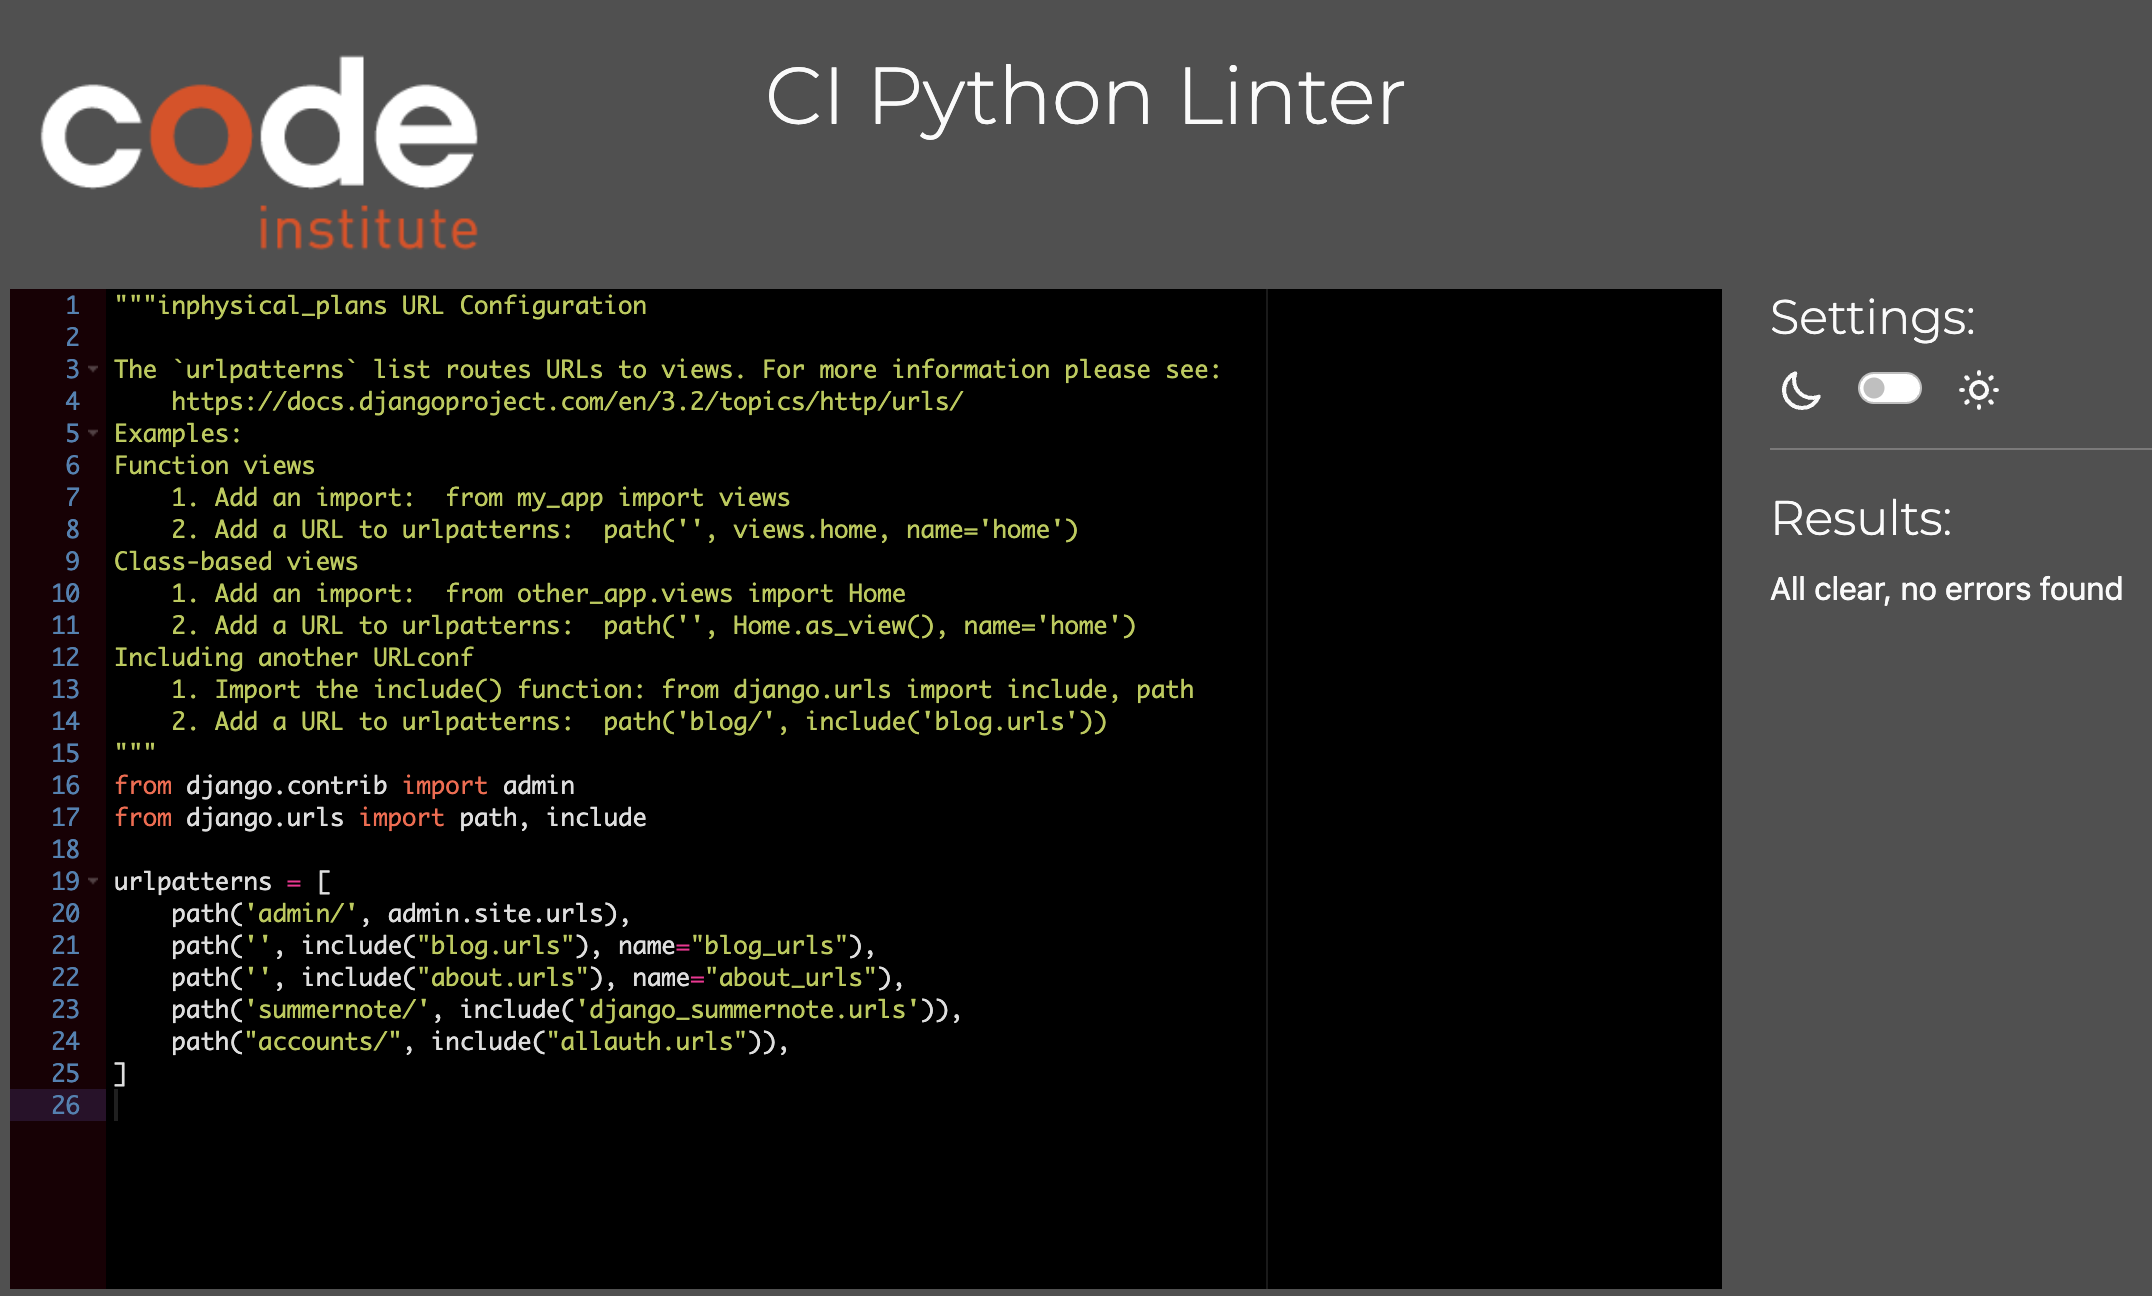 code
institute
CI Python Linter
1 """inphysical_plans URL Configuration
2
3 The `urlpatterns` list routes URLs to views. For more information please see:
4     https://docs.djangoproject.com/en/3.2/topics/http/urls/
5 Examples:
6 Function views
7     1. Add an import:  from my_app import views
8     2. Add a URL to urlpatterns:  path('', views.home, name='home')
9 Class-based views
10     1. Add an import:  from other_app.views import Home
11     2. Add a URL to urlpatterns:  path('', Home.as_view(), name='home')
12 Including another URLconf
13     1. Import the include() function: from django.urls import include, path
14     2. Add a URL to urlpatterns:  path('blog/', include('blog.urls'))
15 """
16 from django.contrib import admin
17 from django.urls import path, include
18
19 urlpatterns = [
20     path('admin/', admin.site.urls),
21     path('', include("blog.urls"), name="blog_urls"),
22     path('', include("about.urls"), name="about_urls"),
23     path('summernote/', include('django_summernote.urls')),
24     path("accounts/", include("allauth.urls")),
25 ]
26
Settings:
Results:
All clear, no errors found